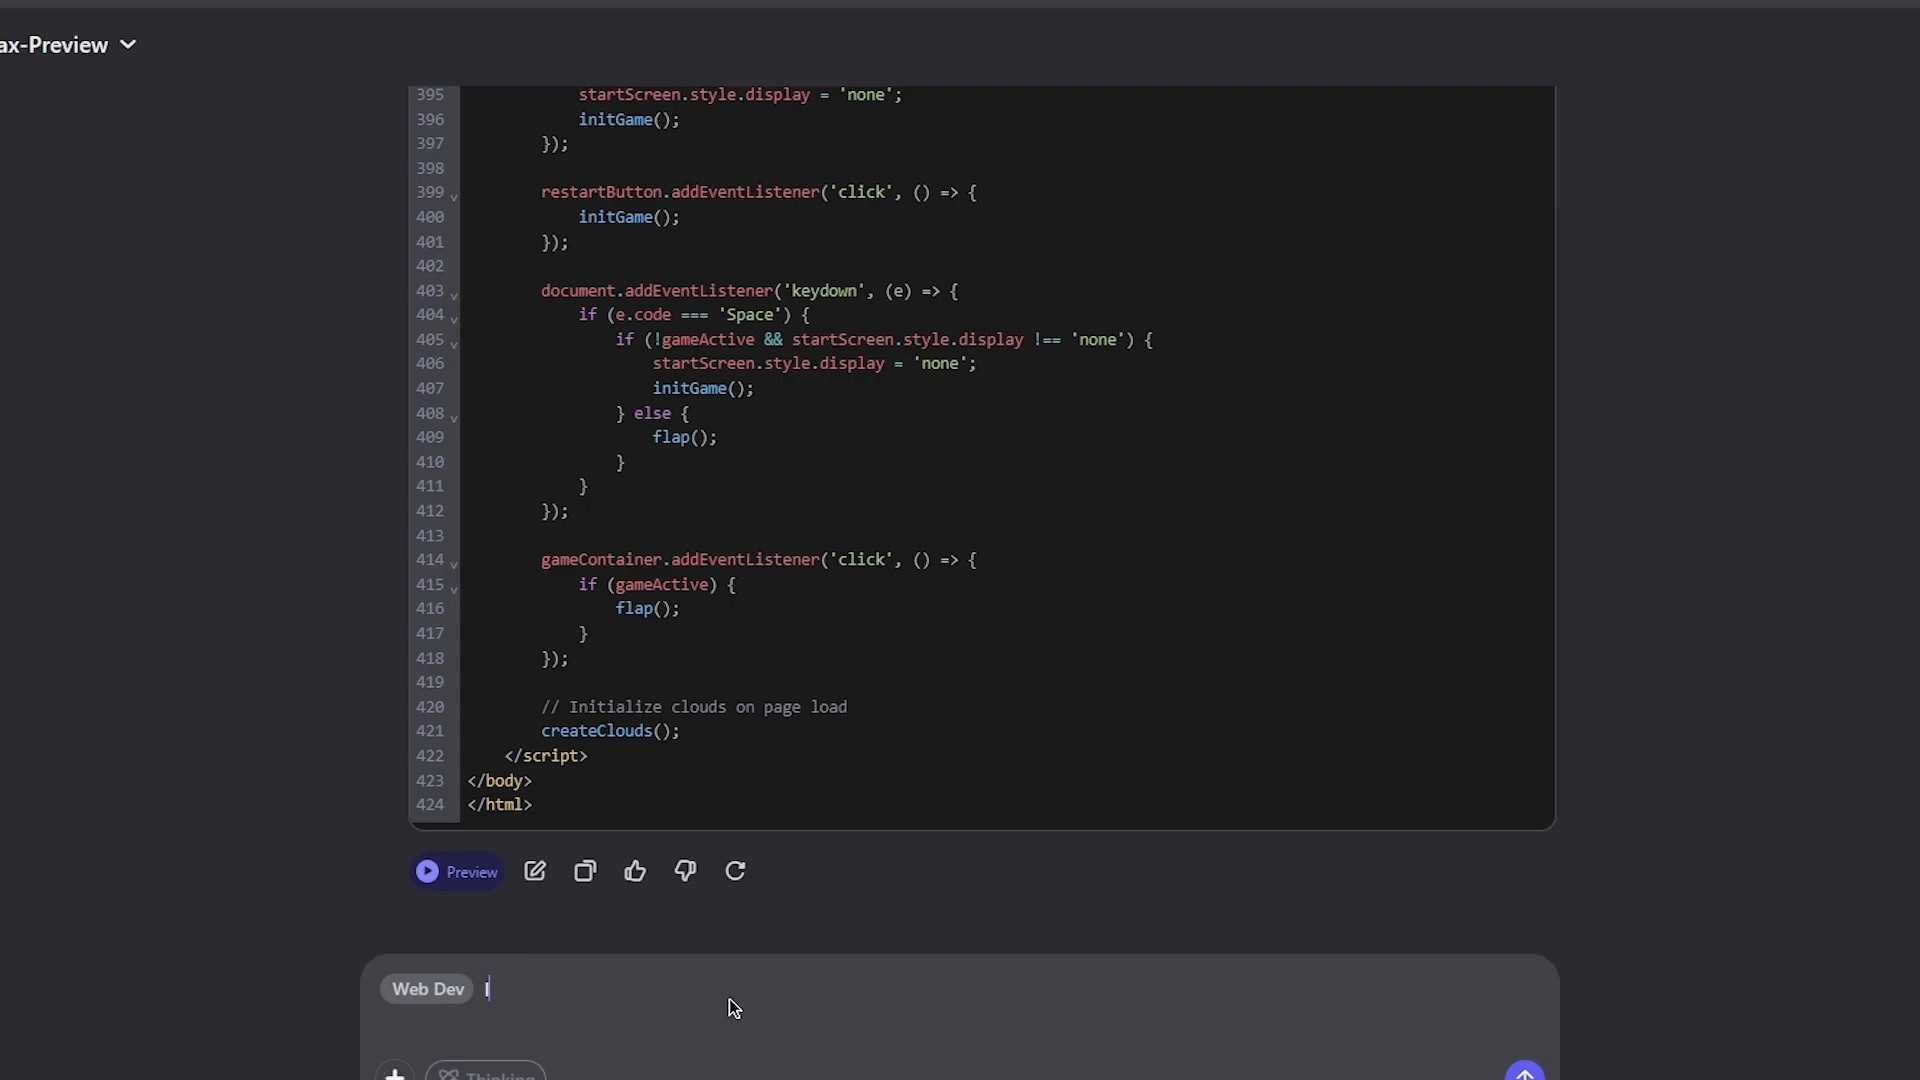 ax-Preview
395 startScreen.style.display = 'none';
396 initGame();
397 });
398
399 restartButton.addEventListener('click', () => {
400 initGame();
401 });
402
403 document.addEventListener('keydown', (e) => {
404 if (e.code === 'Space') {
405 if (!gameActive && startScreen.style.display !== 'none') {
406 startScreen.style.display = 'none';
407 initGame();
408 } else {
409 flap();
410 }
411 }
412 });
413
414 gameContainer.addEventListener('click', () => {
415 if (gameActive) {
416 flap();
417 }
418 });
419
420 // Initialize clouds on page load
421 createClouds();
422 </script>
423 </body>
424 </html>
Preview
Web Dev I
Thinking